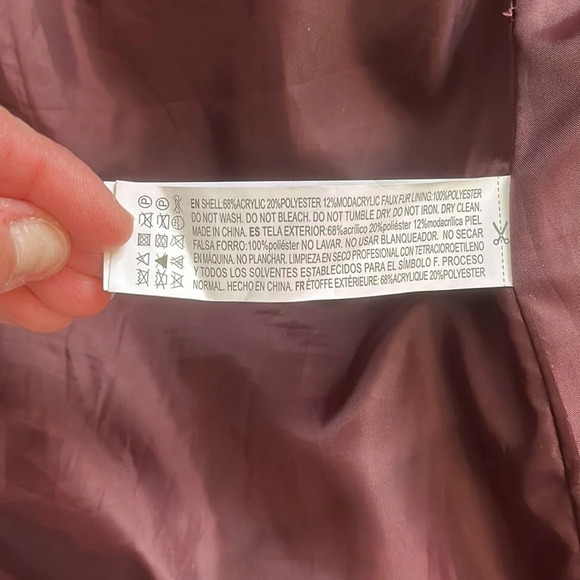 EN SHELL:68%ACRYLIC 20%POLYESTER 12%MODACRYLIC FAUX FUR LINING:100%POLYESTER
DO NOT WASH. DO NOT BLEACH. DO NOT TUMBLE DRY. DO NOT IRON. DRY CLEAN.
MADE IN CHINA. ES TELA EXTERIOR:68%acrílico 20%poliéster 12%modacrílica PIEL
FALSA FORRO:100%poliéster NO LAVAR. NO USAR BLANQUEADOR. NO SECAR
EN MÁQUINA. NO PLANCHAR. LIMPIEZA EN SECO PROFESIONAL CON TETRACIOROETILENO
Y TODOS LOS SOLVENTES ESTABLECIDOS PARA EL SÍMBOLO F. PROCESO
NORMAL. HECHO EN CHINA. FR ÉTOFFE EXTÉRIEURE: 68%ACRYLIQUE 20%POLYESTER